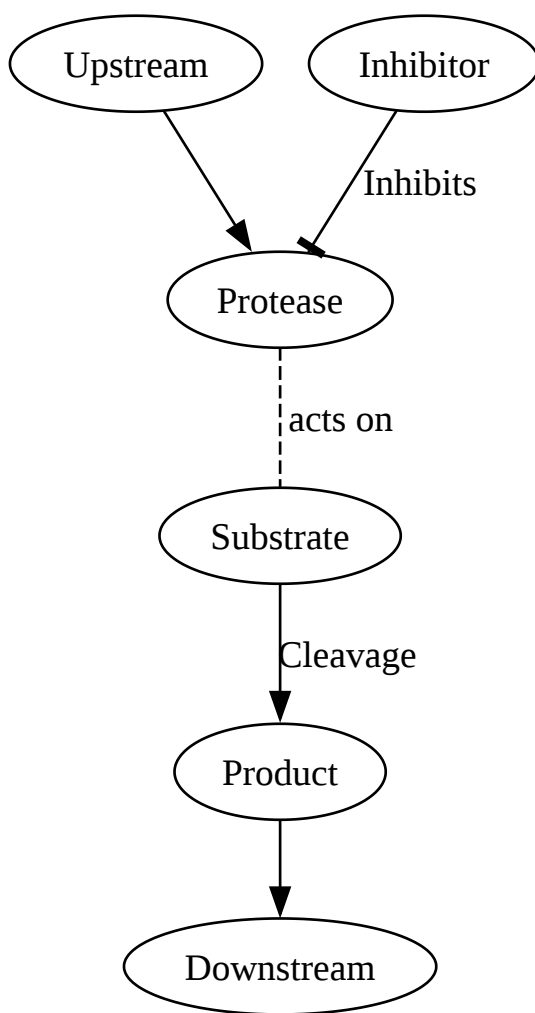 Upstream
Inhibitor
Inhibits
Protease
acts on
Substrate
Cleavage
Product
Downstream